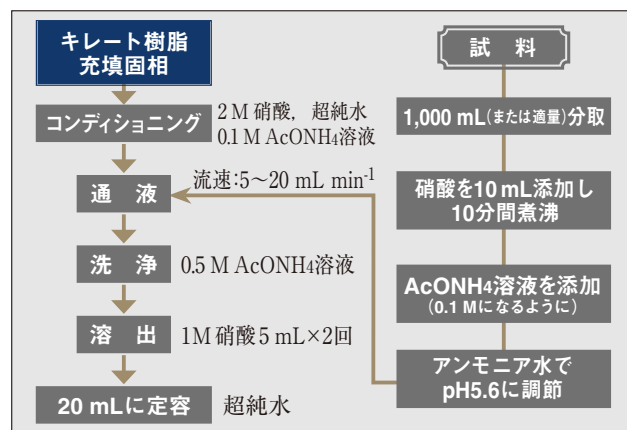 キレート樹脂
充填固相
コンディショニング
2 M 硝酸, 超純水
0.1 M AcONH4溶液
通 液
流速:5~20 mL min-1
洗 浄
0.5 M AcONH4溶液
溶 出
1M 硝酸 5 mL×2回
20 mLに定容
超純水
試 料
1,000 mL(または適量)分取
硝酸を10 mL添加し
10分間煮沸
AcONH4溶液を添加
(0.1 Mになるように)
アンモニア水で
pH5.6に調節